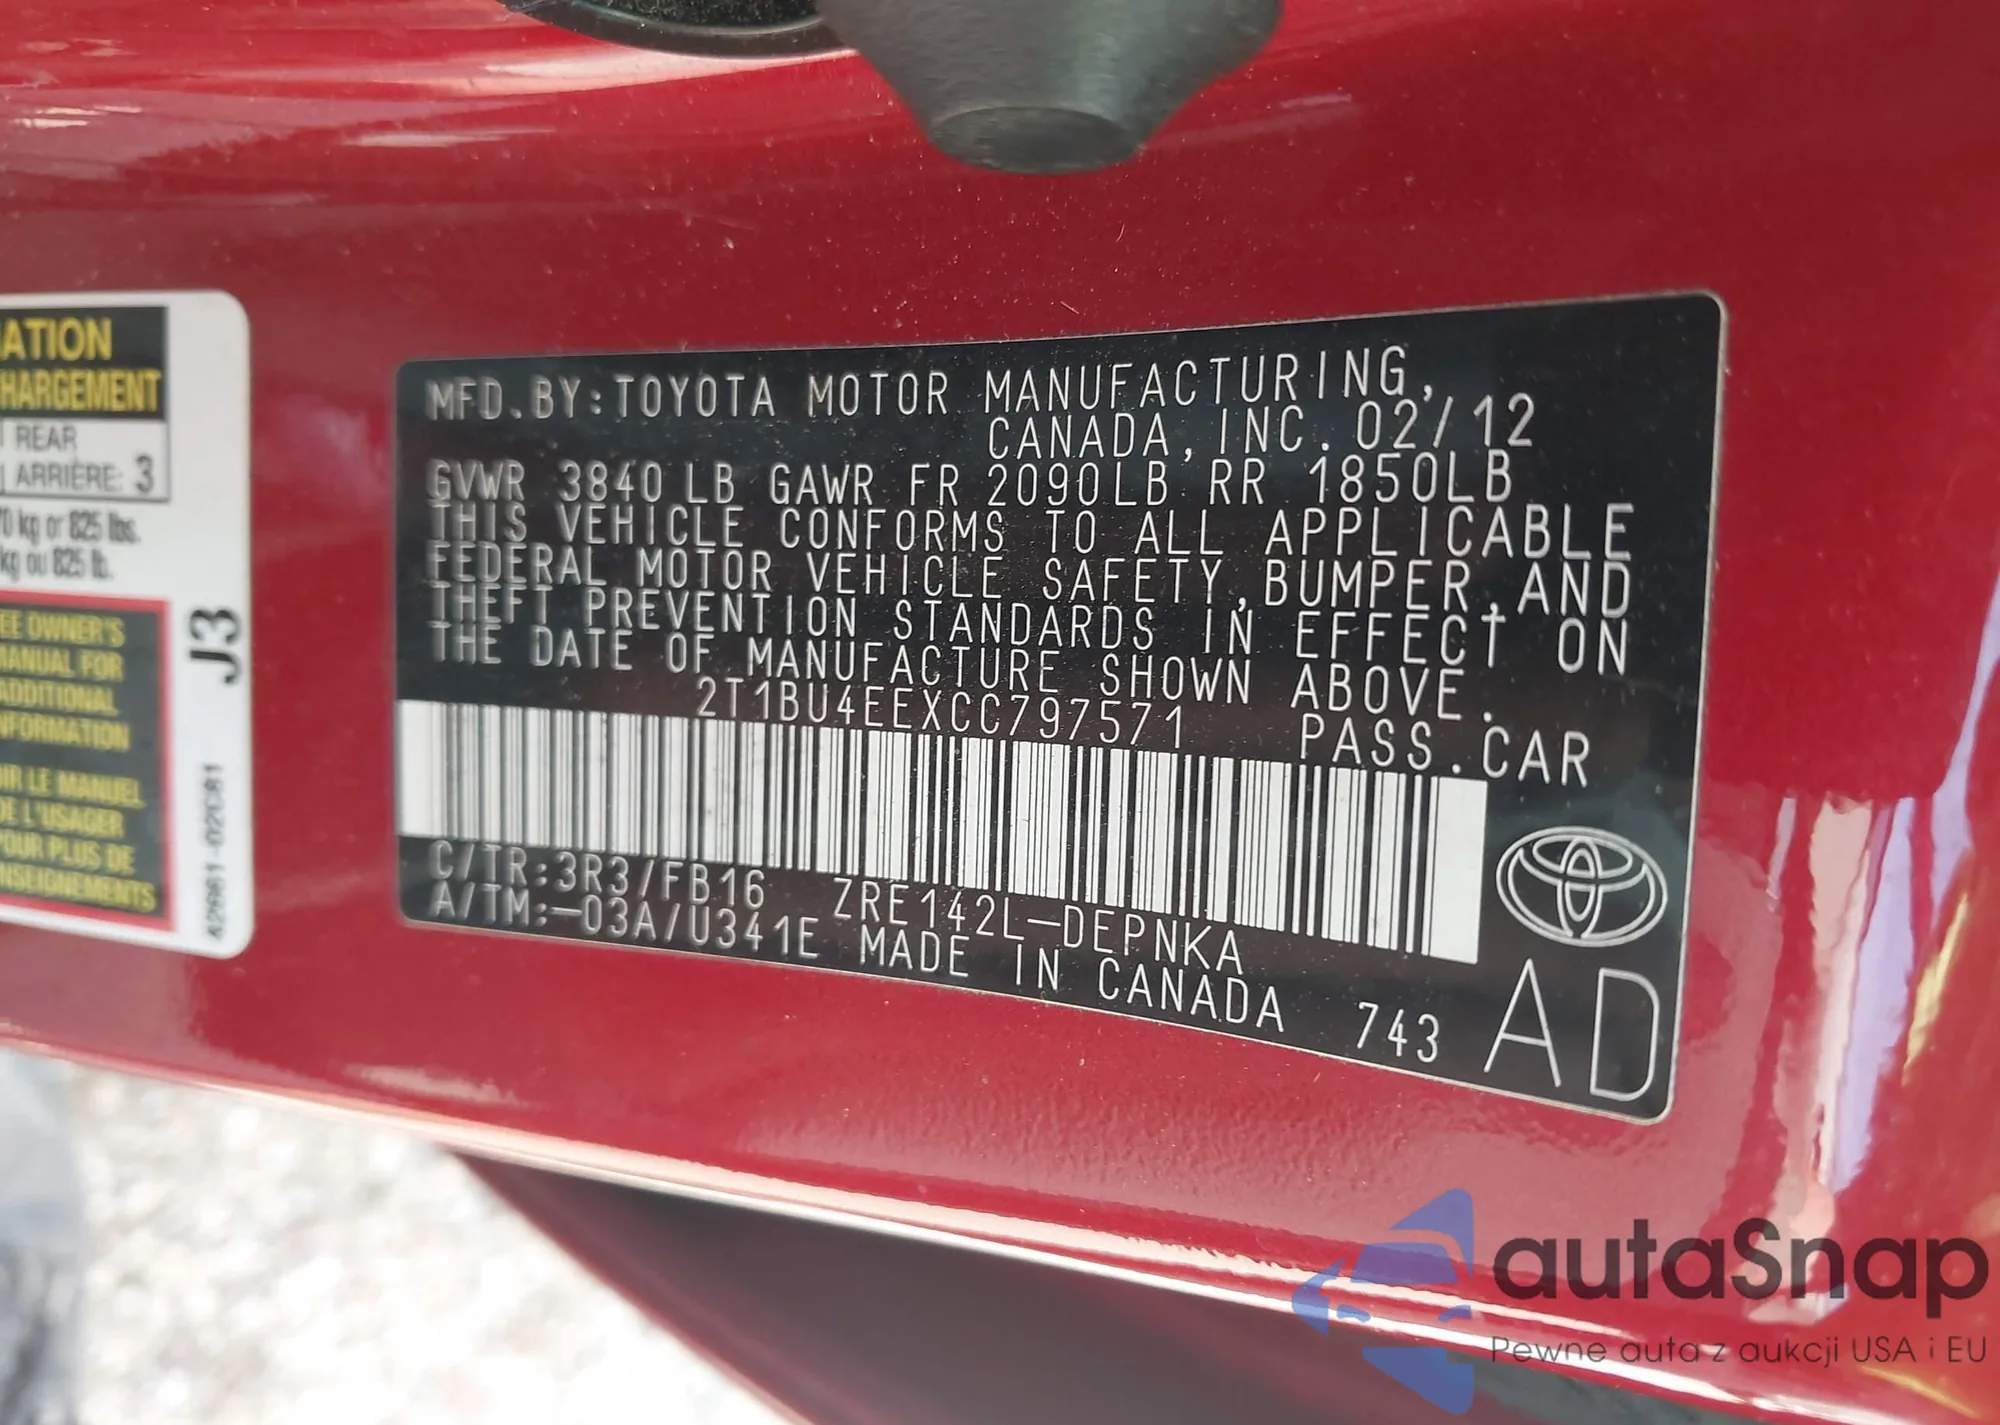 ATION
HARGEMENT
REAR
ARRIÈRE: 3
0 kg or 825 lbs.
kg ou 825 lb.
EE OWNER'S
MANUAL FOR
ADDITIONAL
NFORMATION
IR LE MANUEL
DE L'USAGER
POUR PLUS DE
NSEIGNEMENTS
J3
42661-02C81
MFD.BY:TOYOTA MOTOR MANUFACTURING,
CANADA,INC. 02/12
GVWR 3840 LB GAWR FR 2090LB RR 1850LB
THIS VEHICLE CONFORMS TO ALL APPLICABLE
FEDERAL MOTOR VEHICLE SAFETY,BUMPER,AND
THEFT PREVENTION STANDARDS IN EFFECT ON
THE DATE OF MANUFACTURE SHOWN ABOVE.
2T1BU4EEXCC797571 PASS.CAR
C/TR:3R3/FB16 ZRE142L-DEPNKA
A/TM:-03A/U341E MADE IN CANADA 743
AD
autaSnap
Pewne auta z aukcji USA i EU